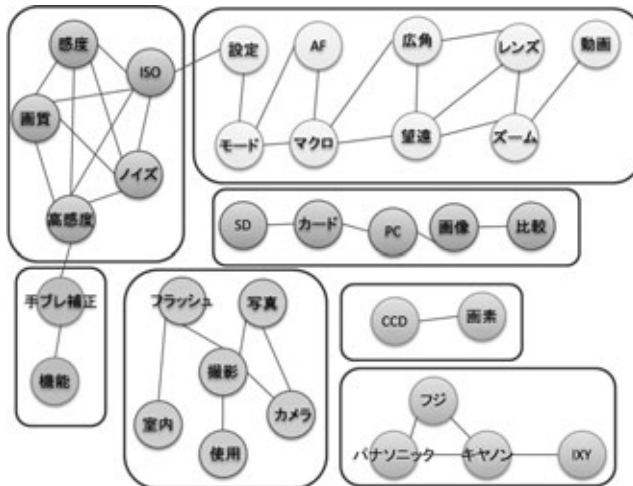 感度
ISO
画質
ノイズ
高感度
設定
AF
広角
レンズ
動画
モード
マクロ
望遠
ズーム
SD
カード
PC
画像
比較
手ブレ補正
機能
フラッシュ
写真
撮影
室内
使用
カメラ
CCD
画素
フジ
パナソニック
キヤノン
IXY